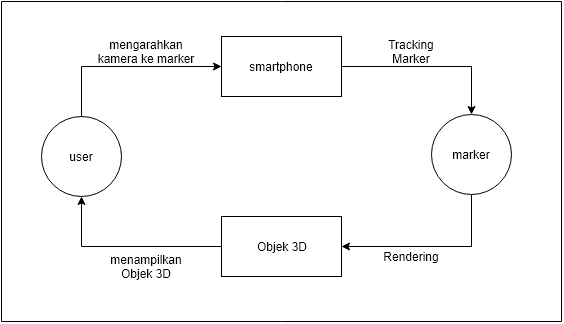 mengarahkan
kamera ke marker
smartphone
Tracking
Marker
user
marker
menampilkan
Objek 3D
Objek 3D
Rendering